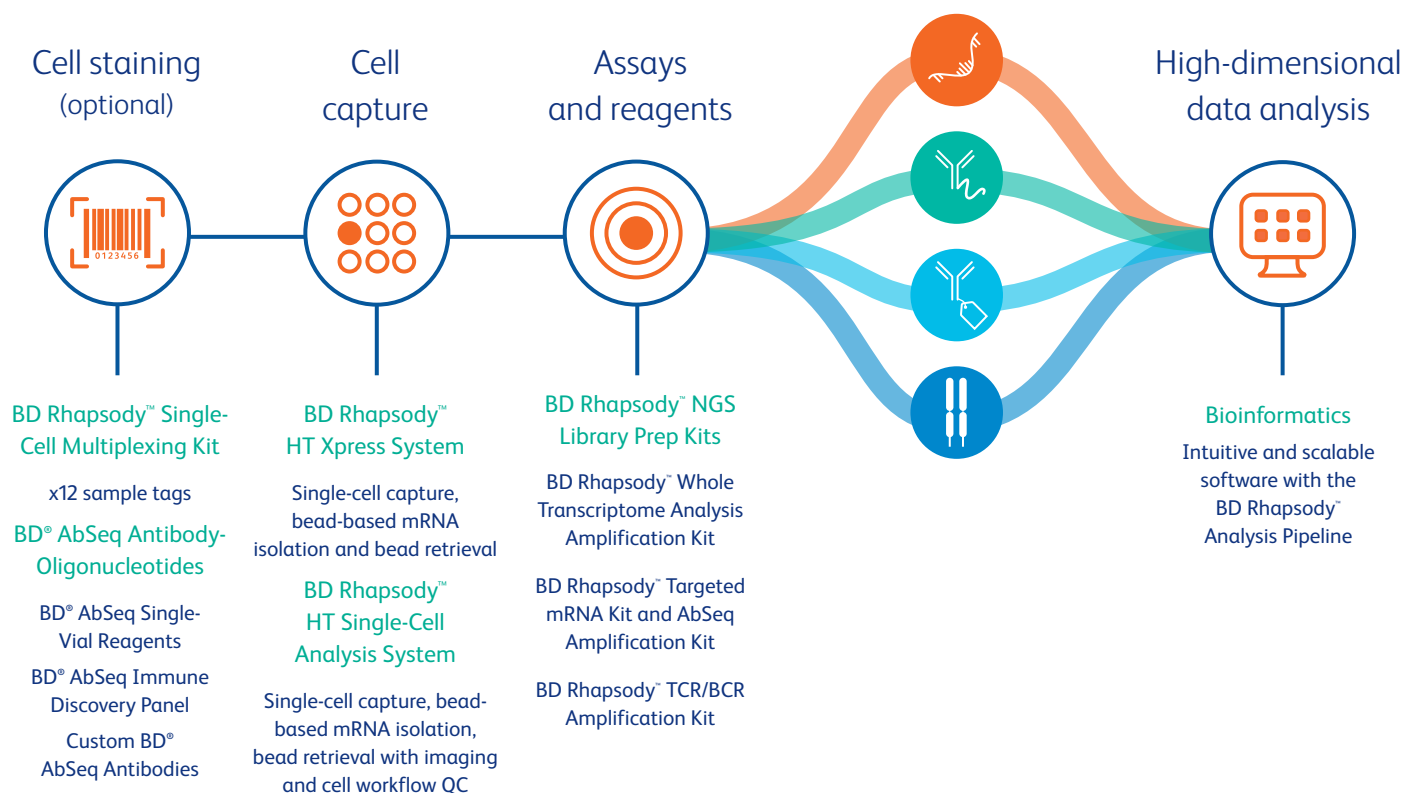 Cell staining
(optional)
0123456
BD Rhapsody™ Single-
Cell Multiplexing Kit
x12 sample tags
BD® AbSeq Antibody-
Oligonucleotides
BD® AbSeq Single-
Vial Reagents
BD® AbSeq Immune
Discovery Panel
Custom BD®
AbSeq Antibodies
Cell
capture
BD Rhapsody™
HT Xpress System
Single-cell capture,
bead-based mRNA
isolation and bead retrieval
BD Rhapsody™
HT Single-Cell
Analysis System
Single-cell capture, bead-
based mRNA isolation,
bead retrieval with imaging
and cell workflow QC
Assays
and reagents
BD Rhapsody™ NGS
Library Prep Kits
BD Rhapsody™ Whole
Transcriptome Analysis
Amplification Kit
BD Rhapsody™ Targeted
mRNA Kit and AbSeq
Amplification Kit
BD Rhapsody™ TCR/BCR
Amplification Kit
High-dimensional
data analysis
Bioinformatics
Intuitive and scalable
software with the
BD Rhapsody™
Analysis Pipeline